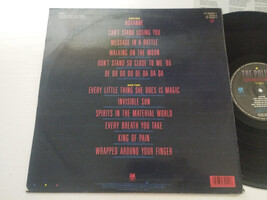 ROXANNE
CAN'T STAND LOSING YOU
MESSAGE IN A BOTTLE
WALKING ON THE MOON
DON'T STAND SO CLOSE TO ME '86
DE DO DO DO DE DA DA DA
EVERY LITTLE THING SHE DOES IS MAGIC
INVISIBLE SUN
SPIRITS IN THE MATERIAL WORLD
EVERY BREATH YOU TAKE
KING OF PAIN
WRAPPED AROUND YOUR FINGER